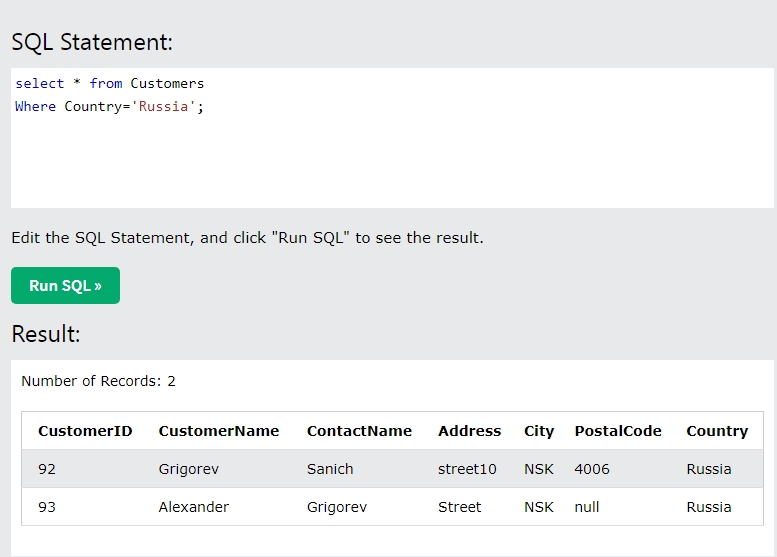 SQL Statement:
select * from Customers
Where Country='Russia';
Edit the SQL Statement, and click "Run SQL" to see the result.
Run SQL »
Result:
Number of Records: 2
CustomerID CustomerName ContactName Address City PostalCode Country
92 Grigorev Sanich street10 NSK 4006 Russia
93 Alexander Grigorev Street NSK null Russia